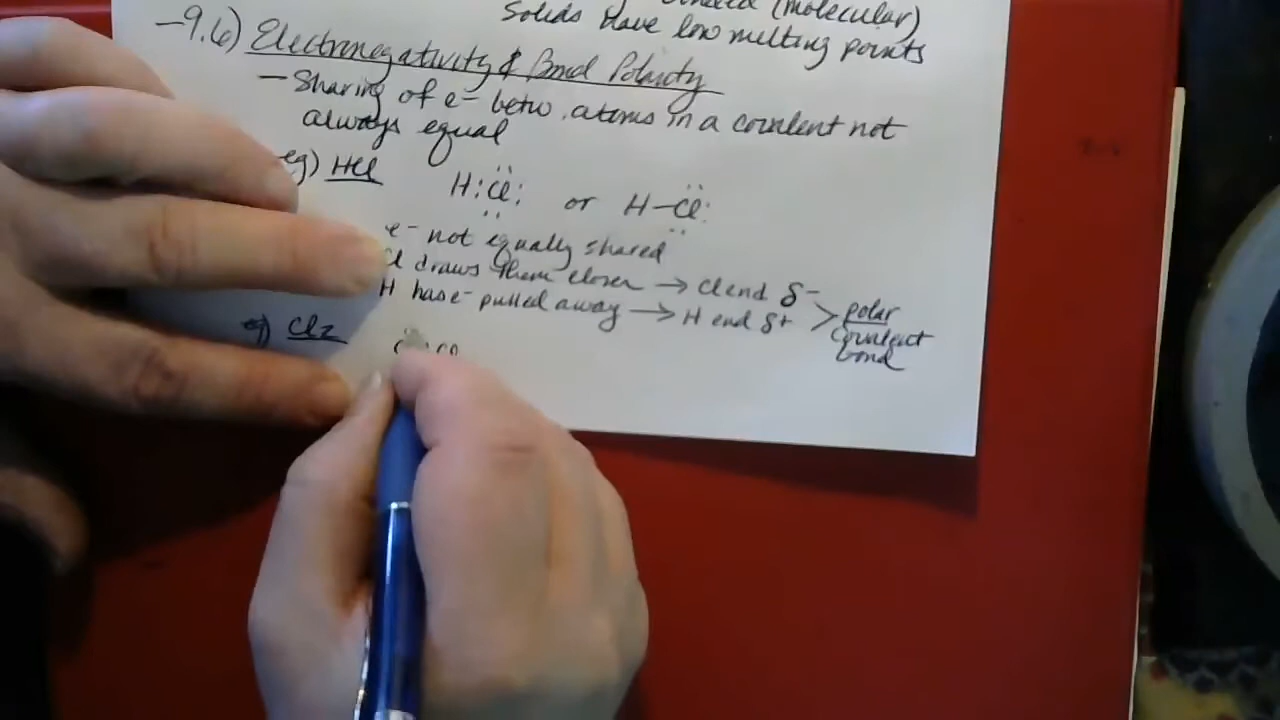 (molecular)
Solids have low melting points
-9.6) Electronegativity & Bond Polarity
- Sharing of e- betw. atoms in a covalent not
always equal
eg) HCl H:Cl: or H-Cl:
e- not equally shared
Cl draws them closer → Cl end δ-
H has e- pulled away → H end δ+ > polar
covalent
bond
eg) Cl2